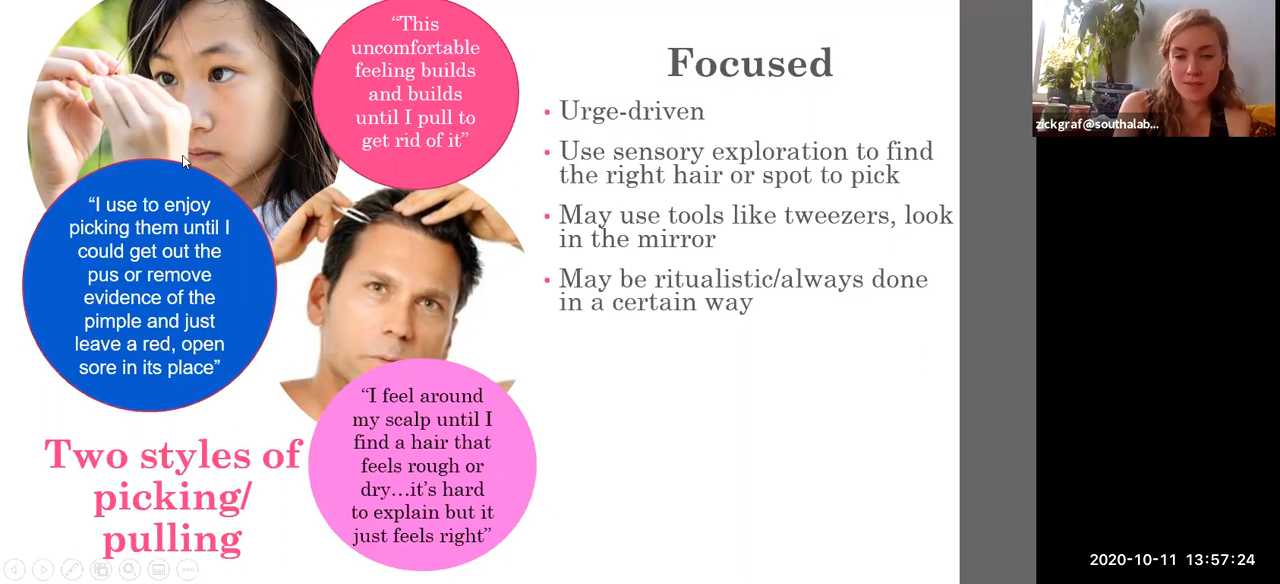 “This
uncomfortable
feeling builds
and builds
until I pull to
get rid of it”
“I use to enjoy
picking them until I
could get out the
pus or remove
evidence of the
pimple and just
leave a red, open
sore in its place”
“I feel around
my scalp until I
find a hair that
feels rough or
dry…it’s hard
to explain but it
just feels right”
Two styles of
picking/
pulling
Focused
• Urge-driven
• Use sensory exploration to find
the right hair or spot to pick
• May use tools like tweezers, look
in the mirror
• May be ritualistic/always done
in a certain way
zickgraf@southalab...
2020-10-11 13:57:24